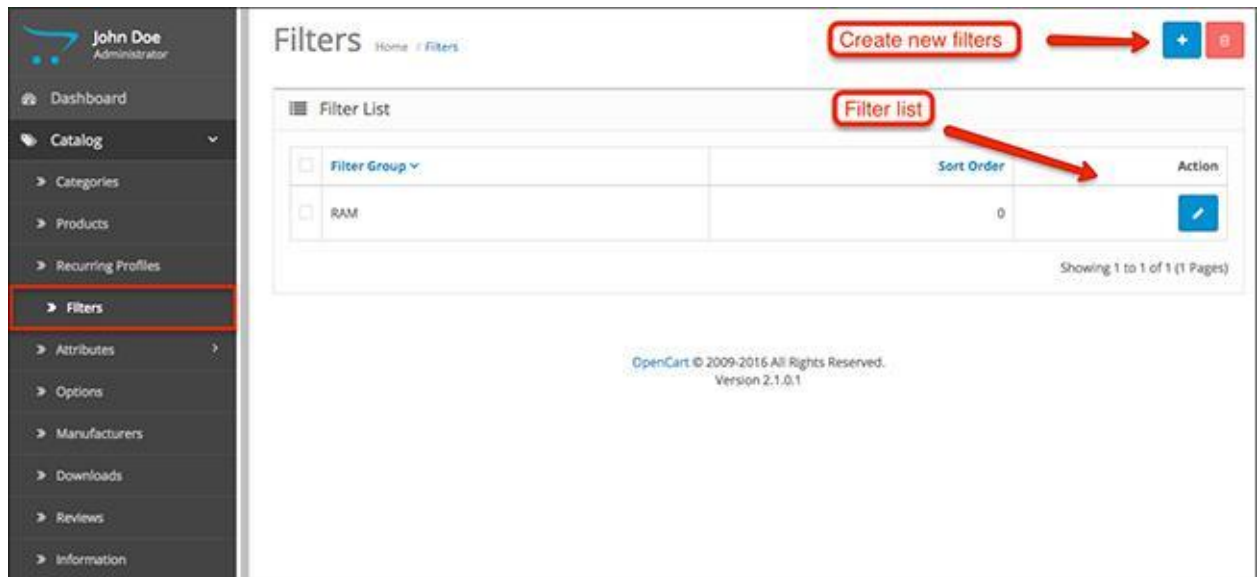 John Doe
Administrator
Dashboard
Catalog
Categories
Products
Recurring Profiles
Filters
Attributes
Options
Manufacturers
Downloads
Reviews
Information
Filters Home / Filters
Create new filters
Filter List
Filter list
Filter Group Sort Order Action
RAM 0
Showing 1 to 1 of 1 (1 Pages)
OpenCart © 2009-2016 All Rights Reserved.
Version 2.1.0.1